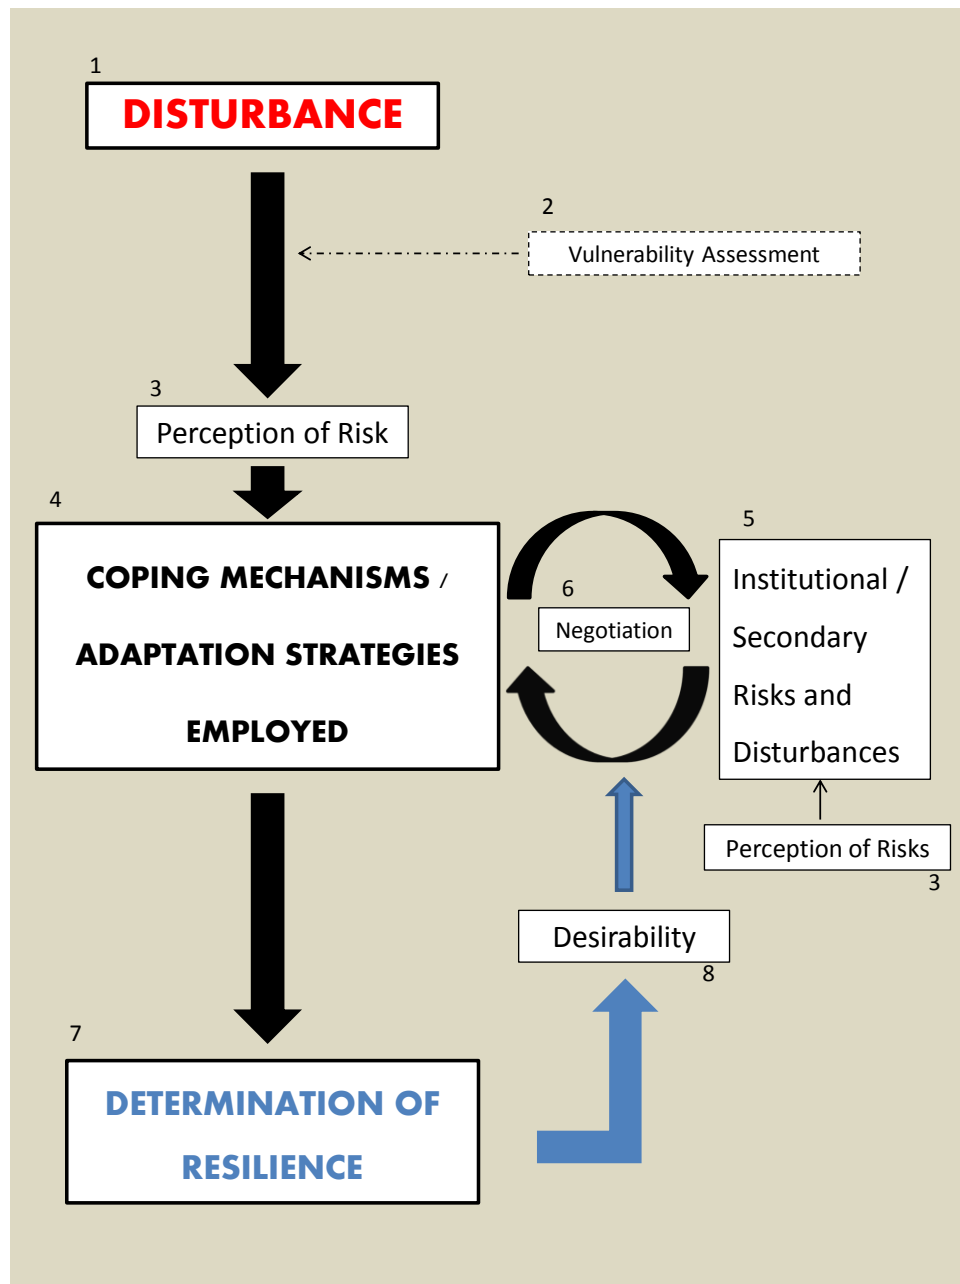 1
DISTURBANCE
2
Vulnerability Assessment
3
Perception of Risk
4
COPING MECHANISMS /
ADAPTATION STRATEGIES
EMPLOYED
5
Institutional /
Secondary
Risks and
Disturbances
6
Negotiation
Perception of Risks
3
Desirability
8
7
DETERMINATION OF
RESILIENCE